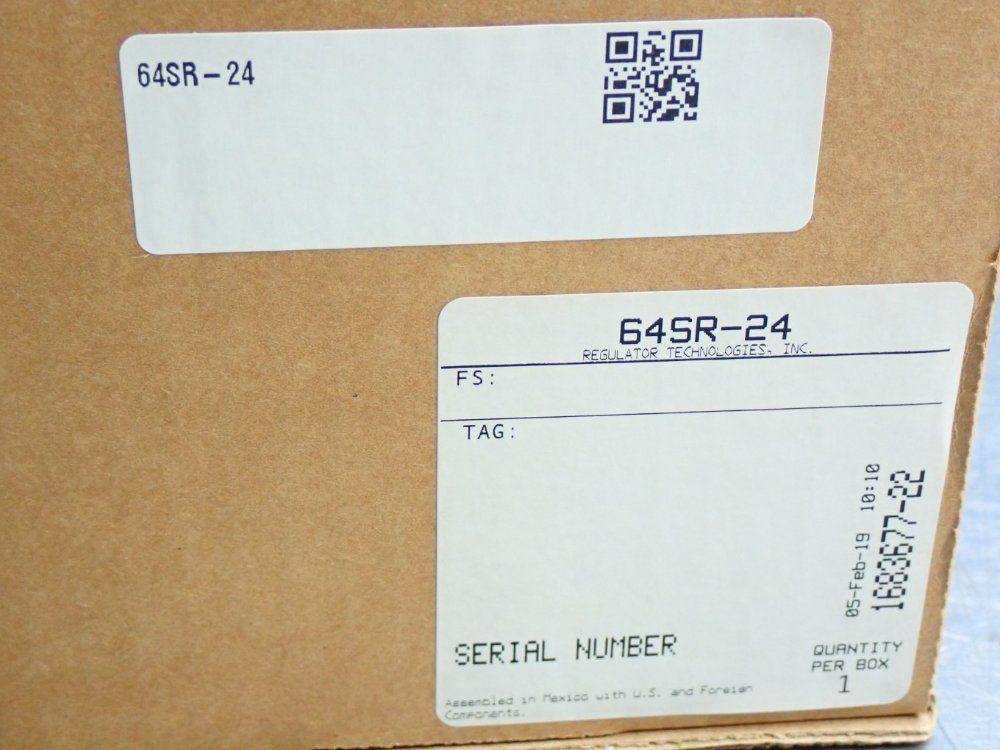 64SR-24
64SR-24
REGULATOR TECHNOLOGIES, INC.
FS:
TAG:
05-Feb-19 10:10
1683677-22
SERIAL NUMBER
QUANTITY
PER BOX
1
Assembled in Mexico with U.S. and Foreign
Components.